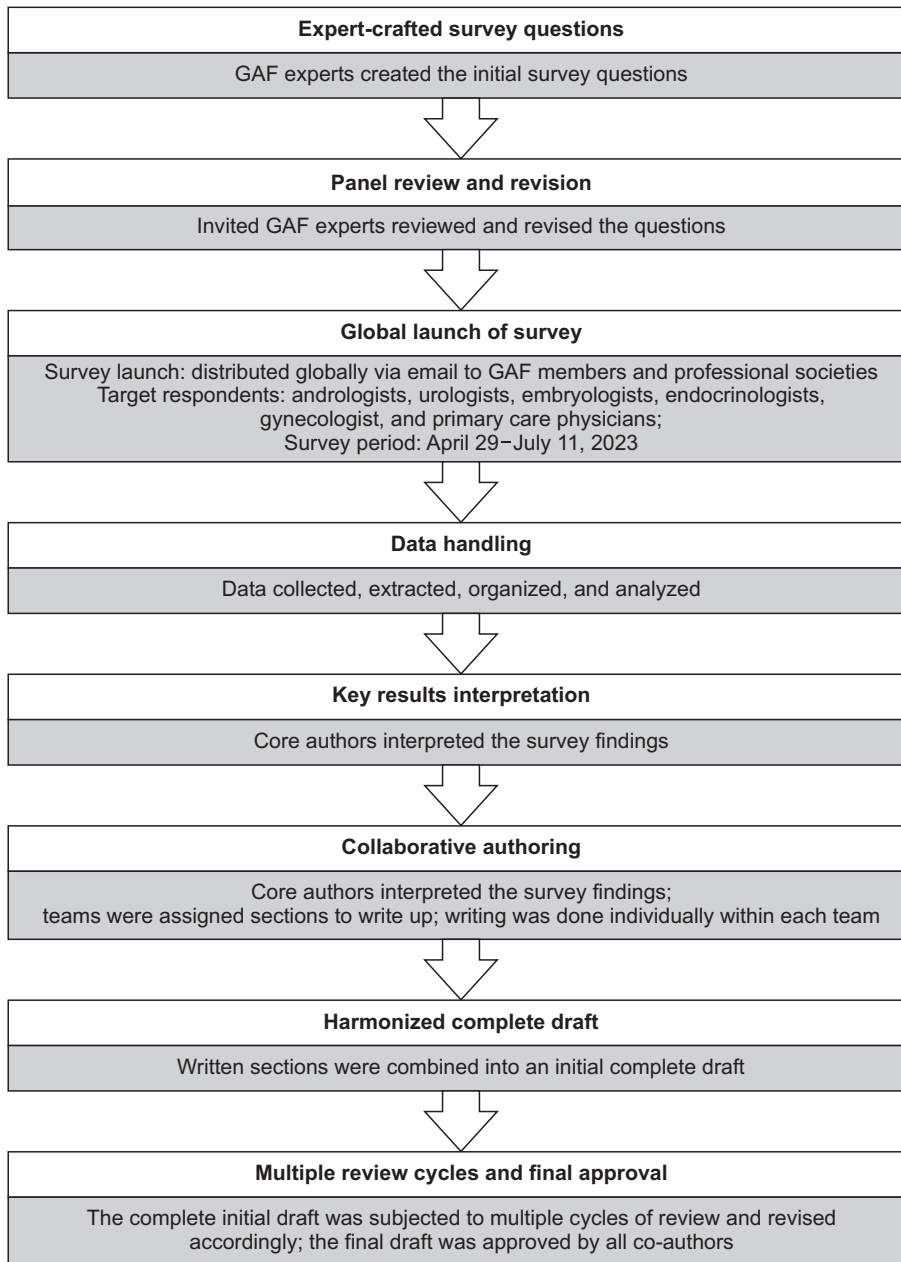 Expert-crafted survey questions
GAF experts created the initial survey questions
Panel review and revision
Invited GAF experts reviewed and revised the questions
Global launch of survey
Survey launch: distributed globally via email to GAF members and professional societies
Target respondents: andrologists, urologists, embryologists, endocrinologists,
gynecologist, and primary care physicians;
Survey period: April 29−July 11, 2023
Data handling
Data collected, extracted, organized, and analyzed
Key results interpretation
Core authors interpreted the survey findings
Collaborative authoring
Core authors interpreted the survey findings;
teams were assigned sections to write up; writing was done individually within each team
Harmonized complete draft
Written sections were combined into an initial complete draft
Multiple review cycles and final approval
The complete initial draft was subjected to multiple cycles of review and revised
accordingly; the final draft was approved by all co-authors